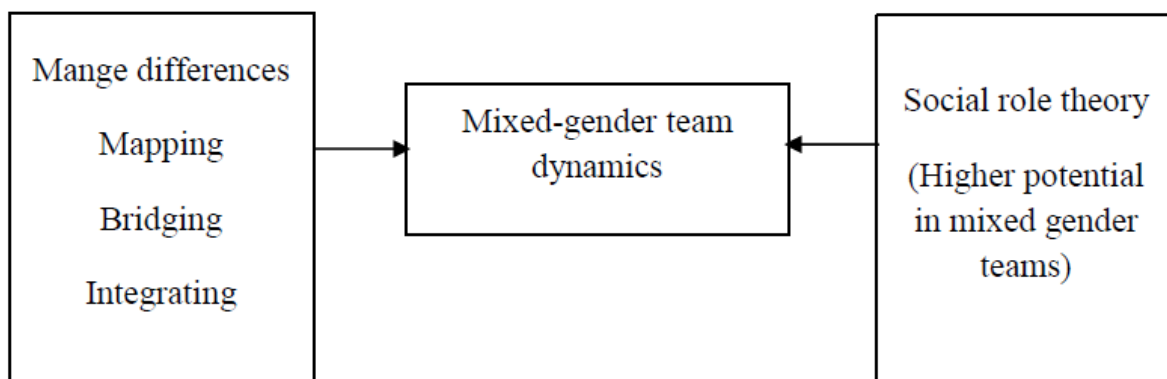 Mange differences
Mapping
Bridging
Integrating
Mixed-gender team
dynamics
Social role theory
(Higher potential
in mixed gender
teams)